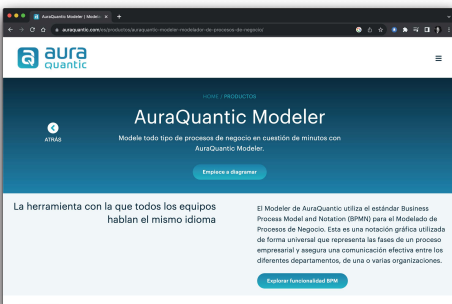 AuraQuantic Modeler | Modela
auraquantic.com/es/productos/auraquantic-modeler-modelador-de-procesos-de-negocio/
aura
quantic
HOME | PRODUCTOS
AuraQuantic Modeler
ATRÁS
Modele todo tipo de procesos de negocio en cuestión de minutos con
AuraQuantic Modeler.
Empiece a diagramar
La herramienta con la que todos los equipos
hablan el mismo idioma
El Modeler de AuraQuantic utiliza el estándar Business
Process Model and Notation (BPMN) para el Modelado de
Procesos de Negocio. Esta es una notación gráfica utilizada
de forma universal que representa las fases de un proceso
empresarial y asegura una comunicación efectiva entre los
diferentes departamentos, de una o varias organizaciones.
Explorar funcionalidad BPM